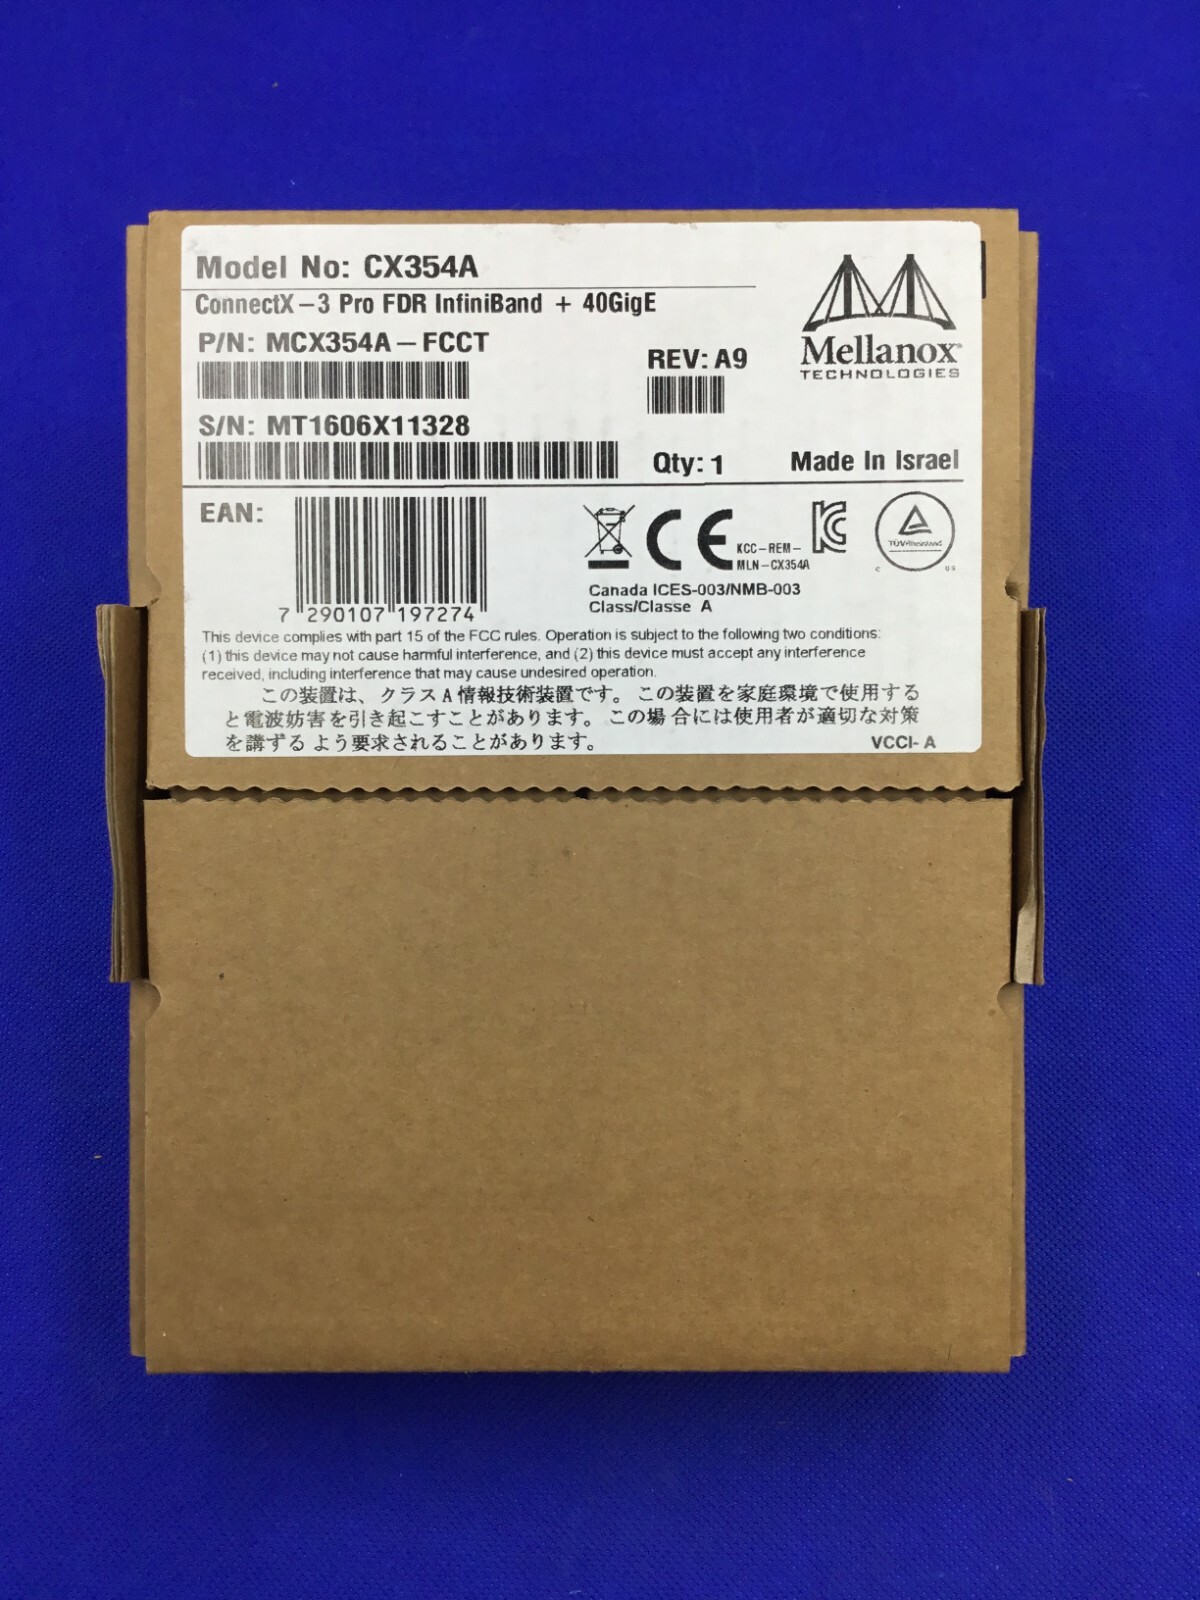 Model No: CX354A
ConnectX-3 Pro FDR InfiniBand + 40GigE
P/N: MCX354A-FCCT
REV: A9
Mellanox
TECHNOLOGIES
S/N: MT1606X11328
Qty: 1
Made In Israel
EAN:
7 290107 197274
KCC-REM-
MLN-CX354A
TÜVRheinland
C US
Canada ICES-003/NMB-003
Class/Classe A
This device complies with part 15 of the FCC rules. Operation is subject to the following two conditions:
(1) this device may not cause harmful interference, and (2) this device must accept any interference
received, including interference that may cause undesired operation.
この装置は、クラスA情報技術装置です。この装置を家庭環境で使用する
と電波妨害を引き起こすことがあります。この場合には使用者が適切な対策
を講ずるよう要求されることがあります。
VCCI-A